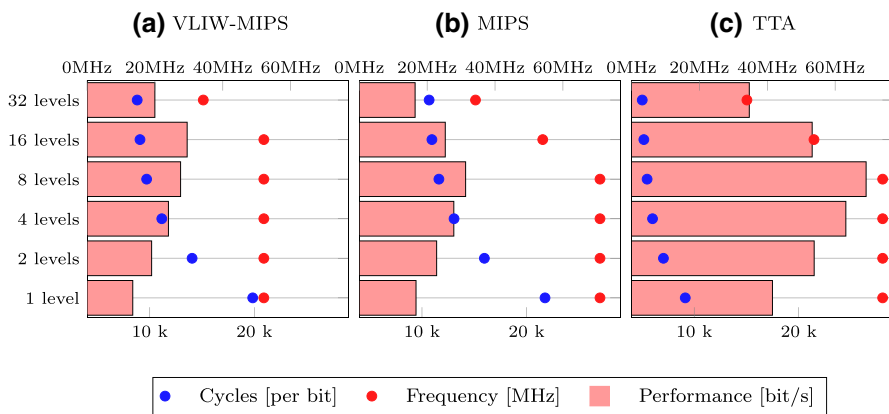 (a) VLIW-MIPS (b) MIPS (c) TTA
0MHz 20MHz 40MHz 60MHz 0MHz 20MHz 40MHz 60MHz 0MHz 20MHz 40MHz 60MHz
32 levels
16 levels
8 levels
4 levels
2 levels
1 level
10 k 20 k 10 k 20 k 10 k 20 k
Cycles [per bit] Frequency [MHz] Performance [bit/s]